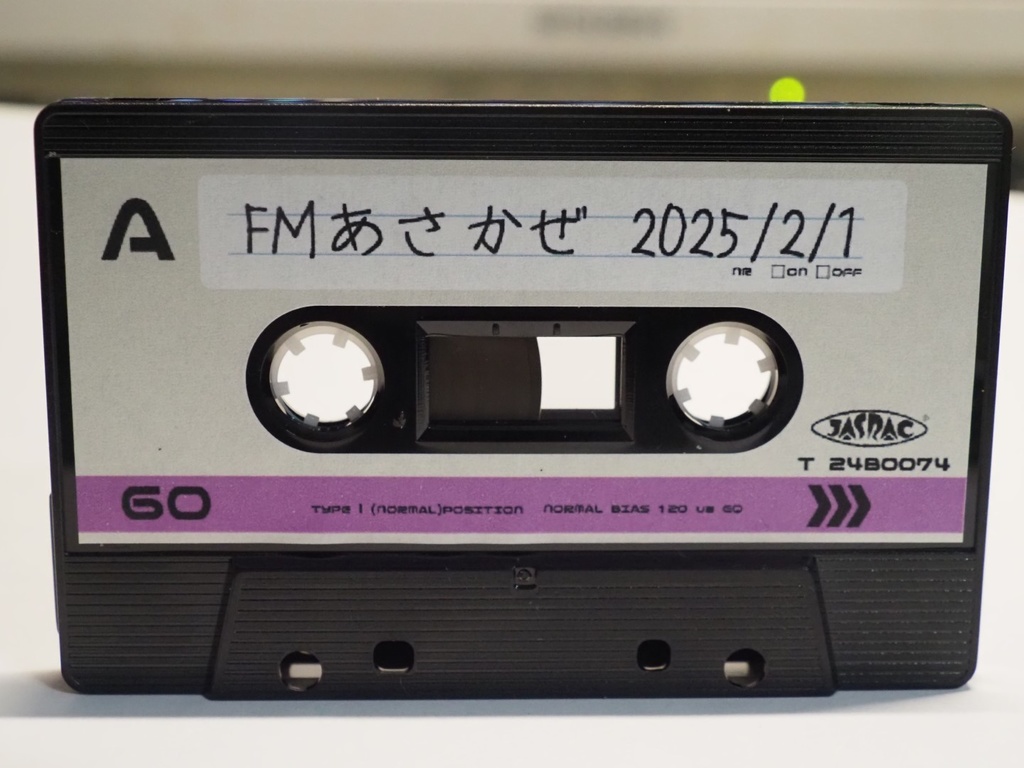 A
FMあさかぜ 2025/2/1
NR □ON □OFF
JASRAC
T 24B0074
60
TYPE I (NORMAL)POSITION NORMAL BIAS 120 us EQ